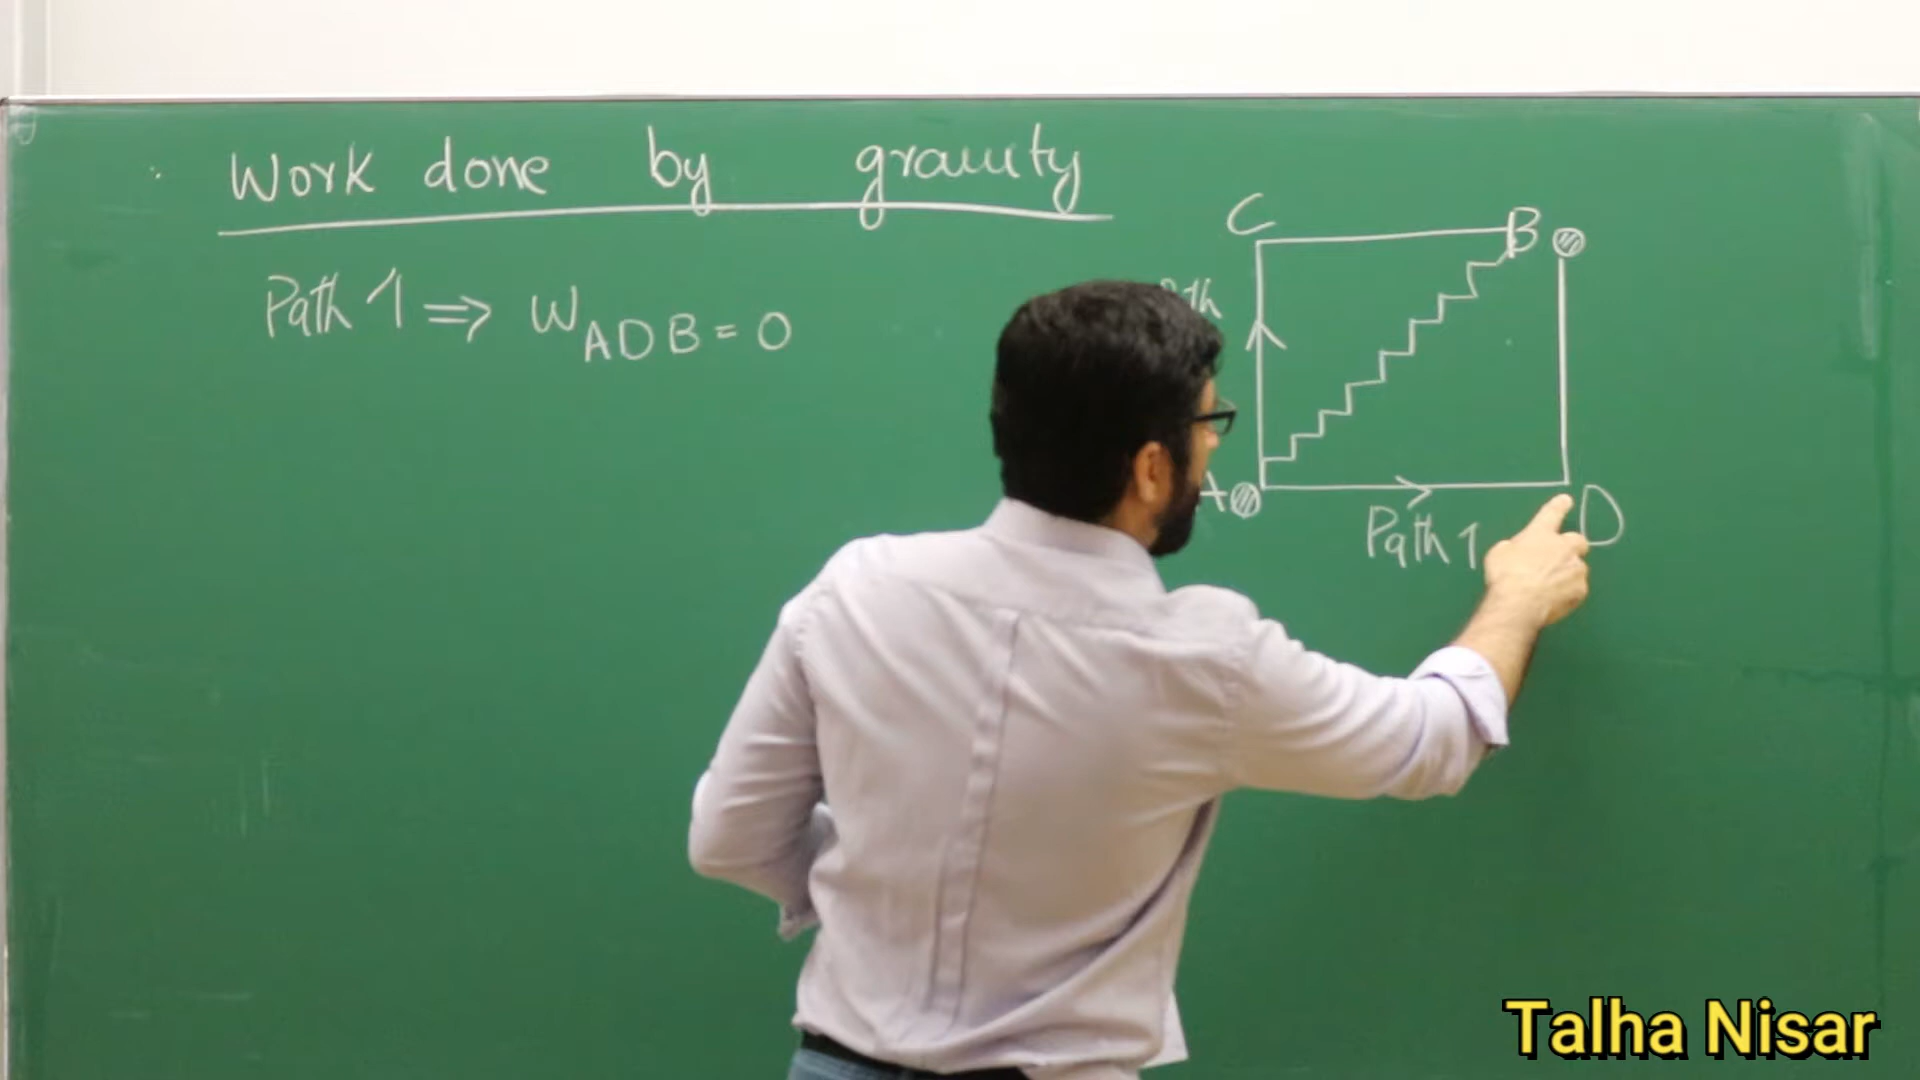 Work done by gravity
Path 1 ⇒ W_ADB = 0
C
B
A
Path 1
D
Talha Nisar